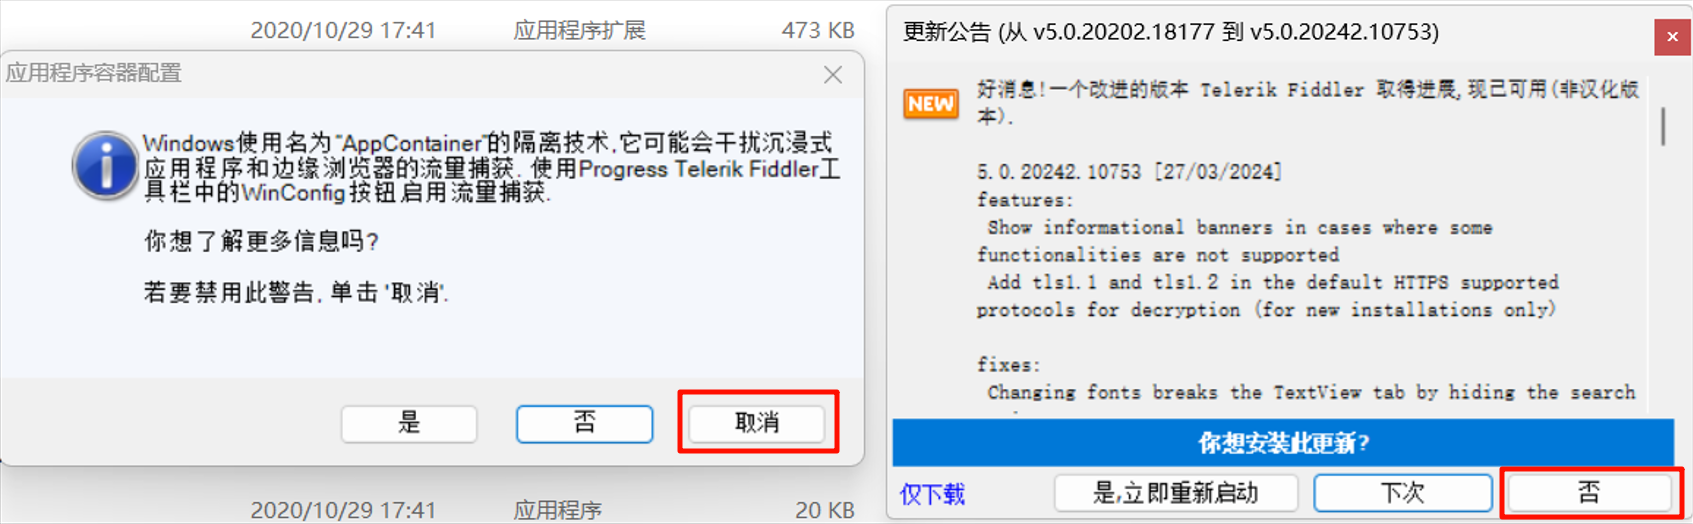 2020/10/29 17:41 应用程序扩展 473 KB
应用程序容器配置
Windows使用名为"AppContainer"的隔离技术,它可能会干扰沉浸式
应用程序和边缘浏览器的流量捕获. 使用Progress Telerik Fiddler工
具栏中的WinConfig按钮启用流量捕获.
你想了解更多信息吗?
若要禁用此警告, 单击 '取消'.
是
否
取消
2020/10/29 17:41 应用程序 20 KB
更新公告 (从 v5.0.20202.18177 到 v5.0.20242.10753)
NEW
好消息!一个改进的版本 Telerik Fiddler 取得进展,现已可用(非汉化版
本).
5.0.20242.10753 [27/03/2024]
features:
Show informational banners in cases where some
functionalities are not supported
Add tls1.1 and tls1.2 in the default HTTPS supported
protocols for decryption (for new installations only)
fixes:
Changing fonts breaks the TextView tab by hiding the search
你想安装此更新?
仅下载
是,立即重新启动
下次
否